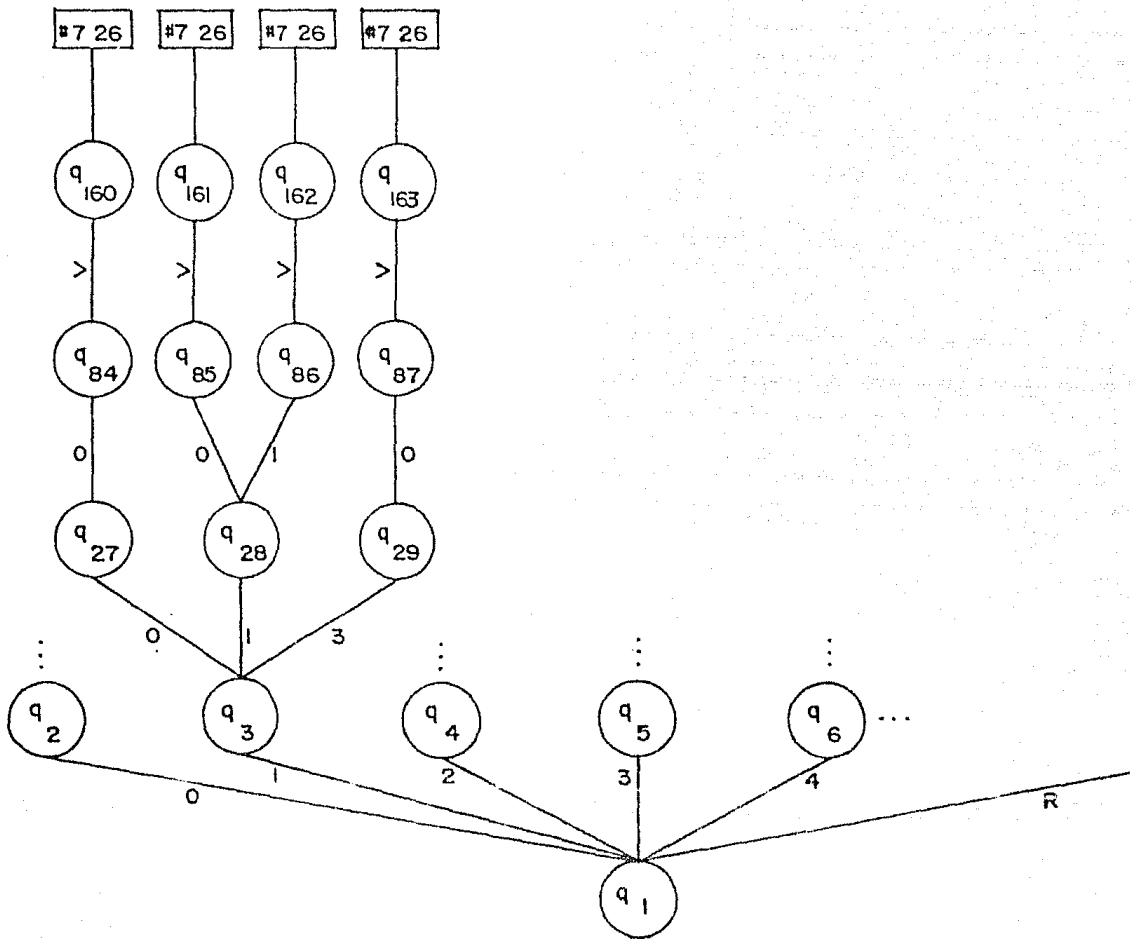 #7 26 #7 26 #7 26 #7 26
q160 q161 q162 q163
> > > >
q84 q85 q86 q87
0 0 1 0
q27 q28 q29
0 1 3
⋮ ⋮ ⋮ ⋮
q2 q3 q4 q5 q6 ...
0 1 2 3 4 R
q1